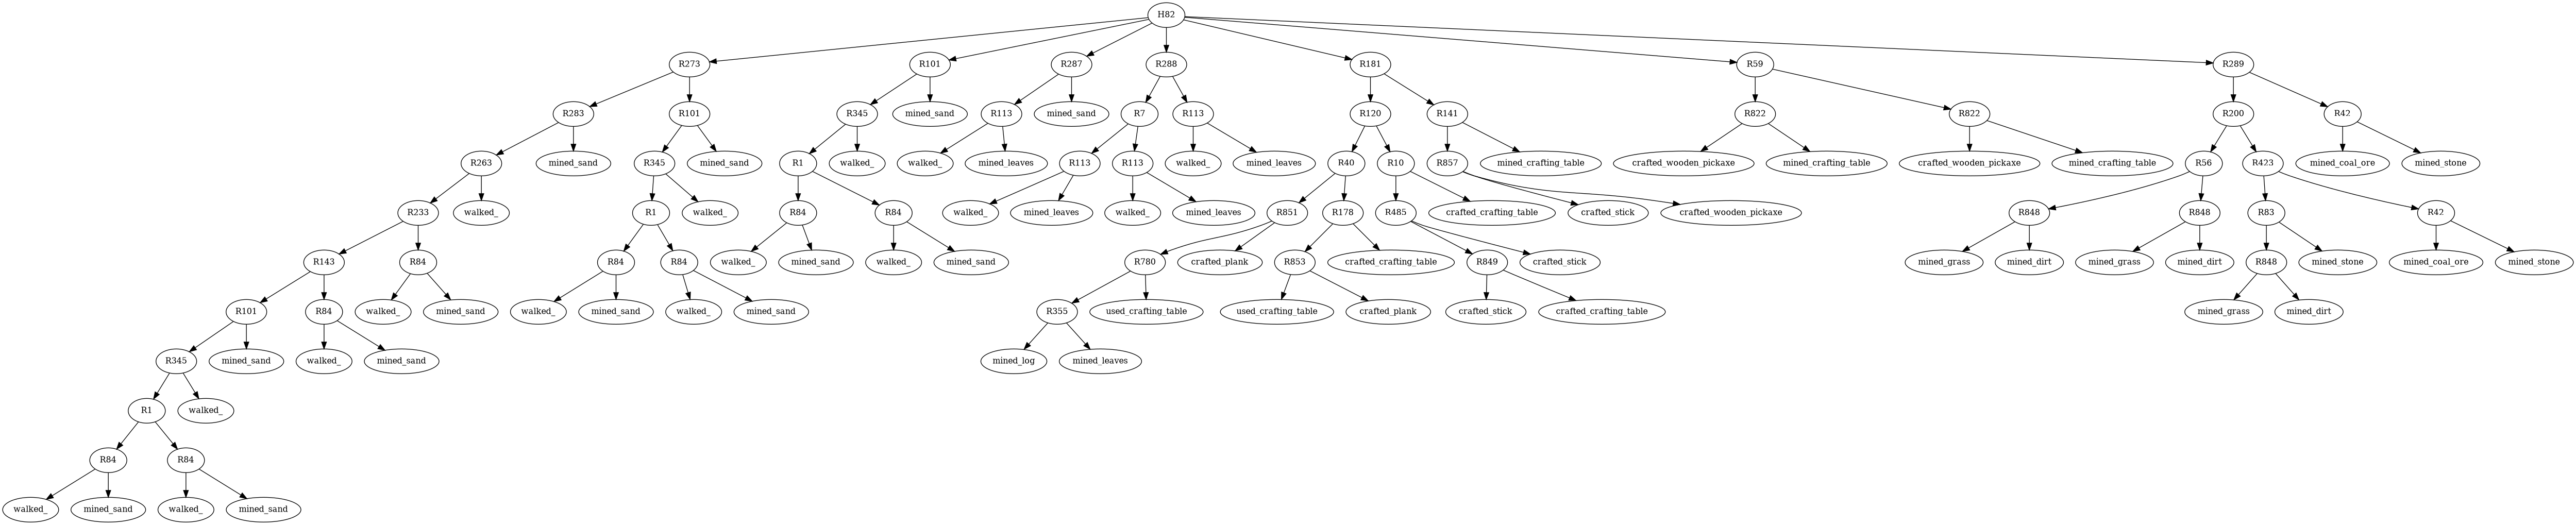 H82
R273
R101
R287
R288
R181
R59
R289
R283
R101
R345
mined_sand
R113
mined_sand
R7
R113
R120
R141
R822
R822
R200
R42
R263
mined_sand
R345
mined_sand
R1
walked_
walked_
mined_leaves
R113
R113
walked_
mined_leaves
R40
R10
R857
mined_crafting_table
crafted_wooden_pickaxe
mined_crafting_table
crafted_wooden_pickaxe
mined_crafting_table
R56
R423
mined_coal_ore
mined_stone
R233
walked_
R1
walked_
R84
R84
walked_
mined_leaves
walked_
mined_leaves
R851
R178
R485
crafted_crafting_table
crafted_stick
crafted_wooden_pickaxe
R848
R848
R83
R42
R143
R84
R84
R84
walked_
mined_sand
walked_
mined_sand
R780
crafted_plank
R853
crafted_crafting_table
R849
crafted_stick
mined_grass
mined_dirt
mined_grass
mined_dirt
R848
mined_stone
mined_coal_ore
mined_stone
R101
R84
walked_
mined_sand
walked_
mined_sand
walked_
mined_sand
R355
used_crafting_table
used_crafting_table
crafted_plank
crafted_stick
crafted_crafting_table
mined_grass
mined_dirt
R345
mined_sand
walked_
mined_sand
mined_log
mined_leaves
R1
walked_
R84
R84
walked_
mined_sand
walked_
mined_sand